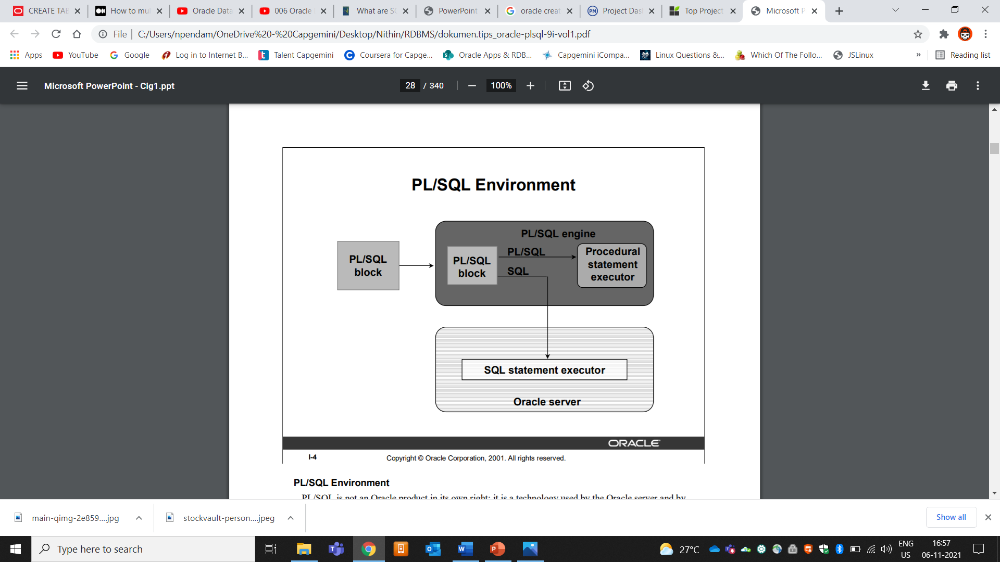 CREATE TAB
How to mul
Oracle Data
006 Oracle
What are SQ
PowerPoint
oracle creat
Project Das
Top Project
Microsoft P
File
C:/Users/npendam/OneDrive%20-%20Capgemini/Desktop/Nithin/RDBMS/dokumen.tips_oracle-plsql-9i-vol1.pdf
Apps
YouTube
Google
Log in to Internet B...
Talent Capgemini
Coursera for Capge...
Oracle Apps & RDB...
Capgemini iCompa...
Linux Questions &...
Which Of The Follo...
JSLinux
»
Reading list
Microsoft PowerPoint - Cig1.ppt
28 / 340
100%
PL/SQL Environment
PL/SQL
block
PL/SQL engine
PL/SQL
block
PL/SQL
SQL
Procedural
statement
executor
SQL statement executor
Oracle server
ORACLE
I-4
Copyright © Oracle Corporation, 2001. All rights reserved.
PL/SQL Environment
PL/SQL is not an Oracle product in its own right; it is a technology used by the Oracle server and by
main-qimg-2e859....jpg
stockvault-person....jpeg
Show all
Type here to search
27°C
ENG
US
16:57
06-11-2021